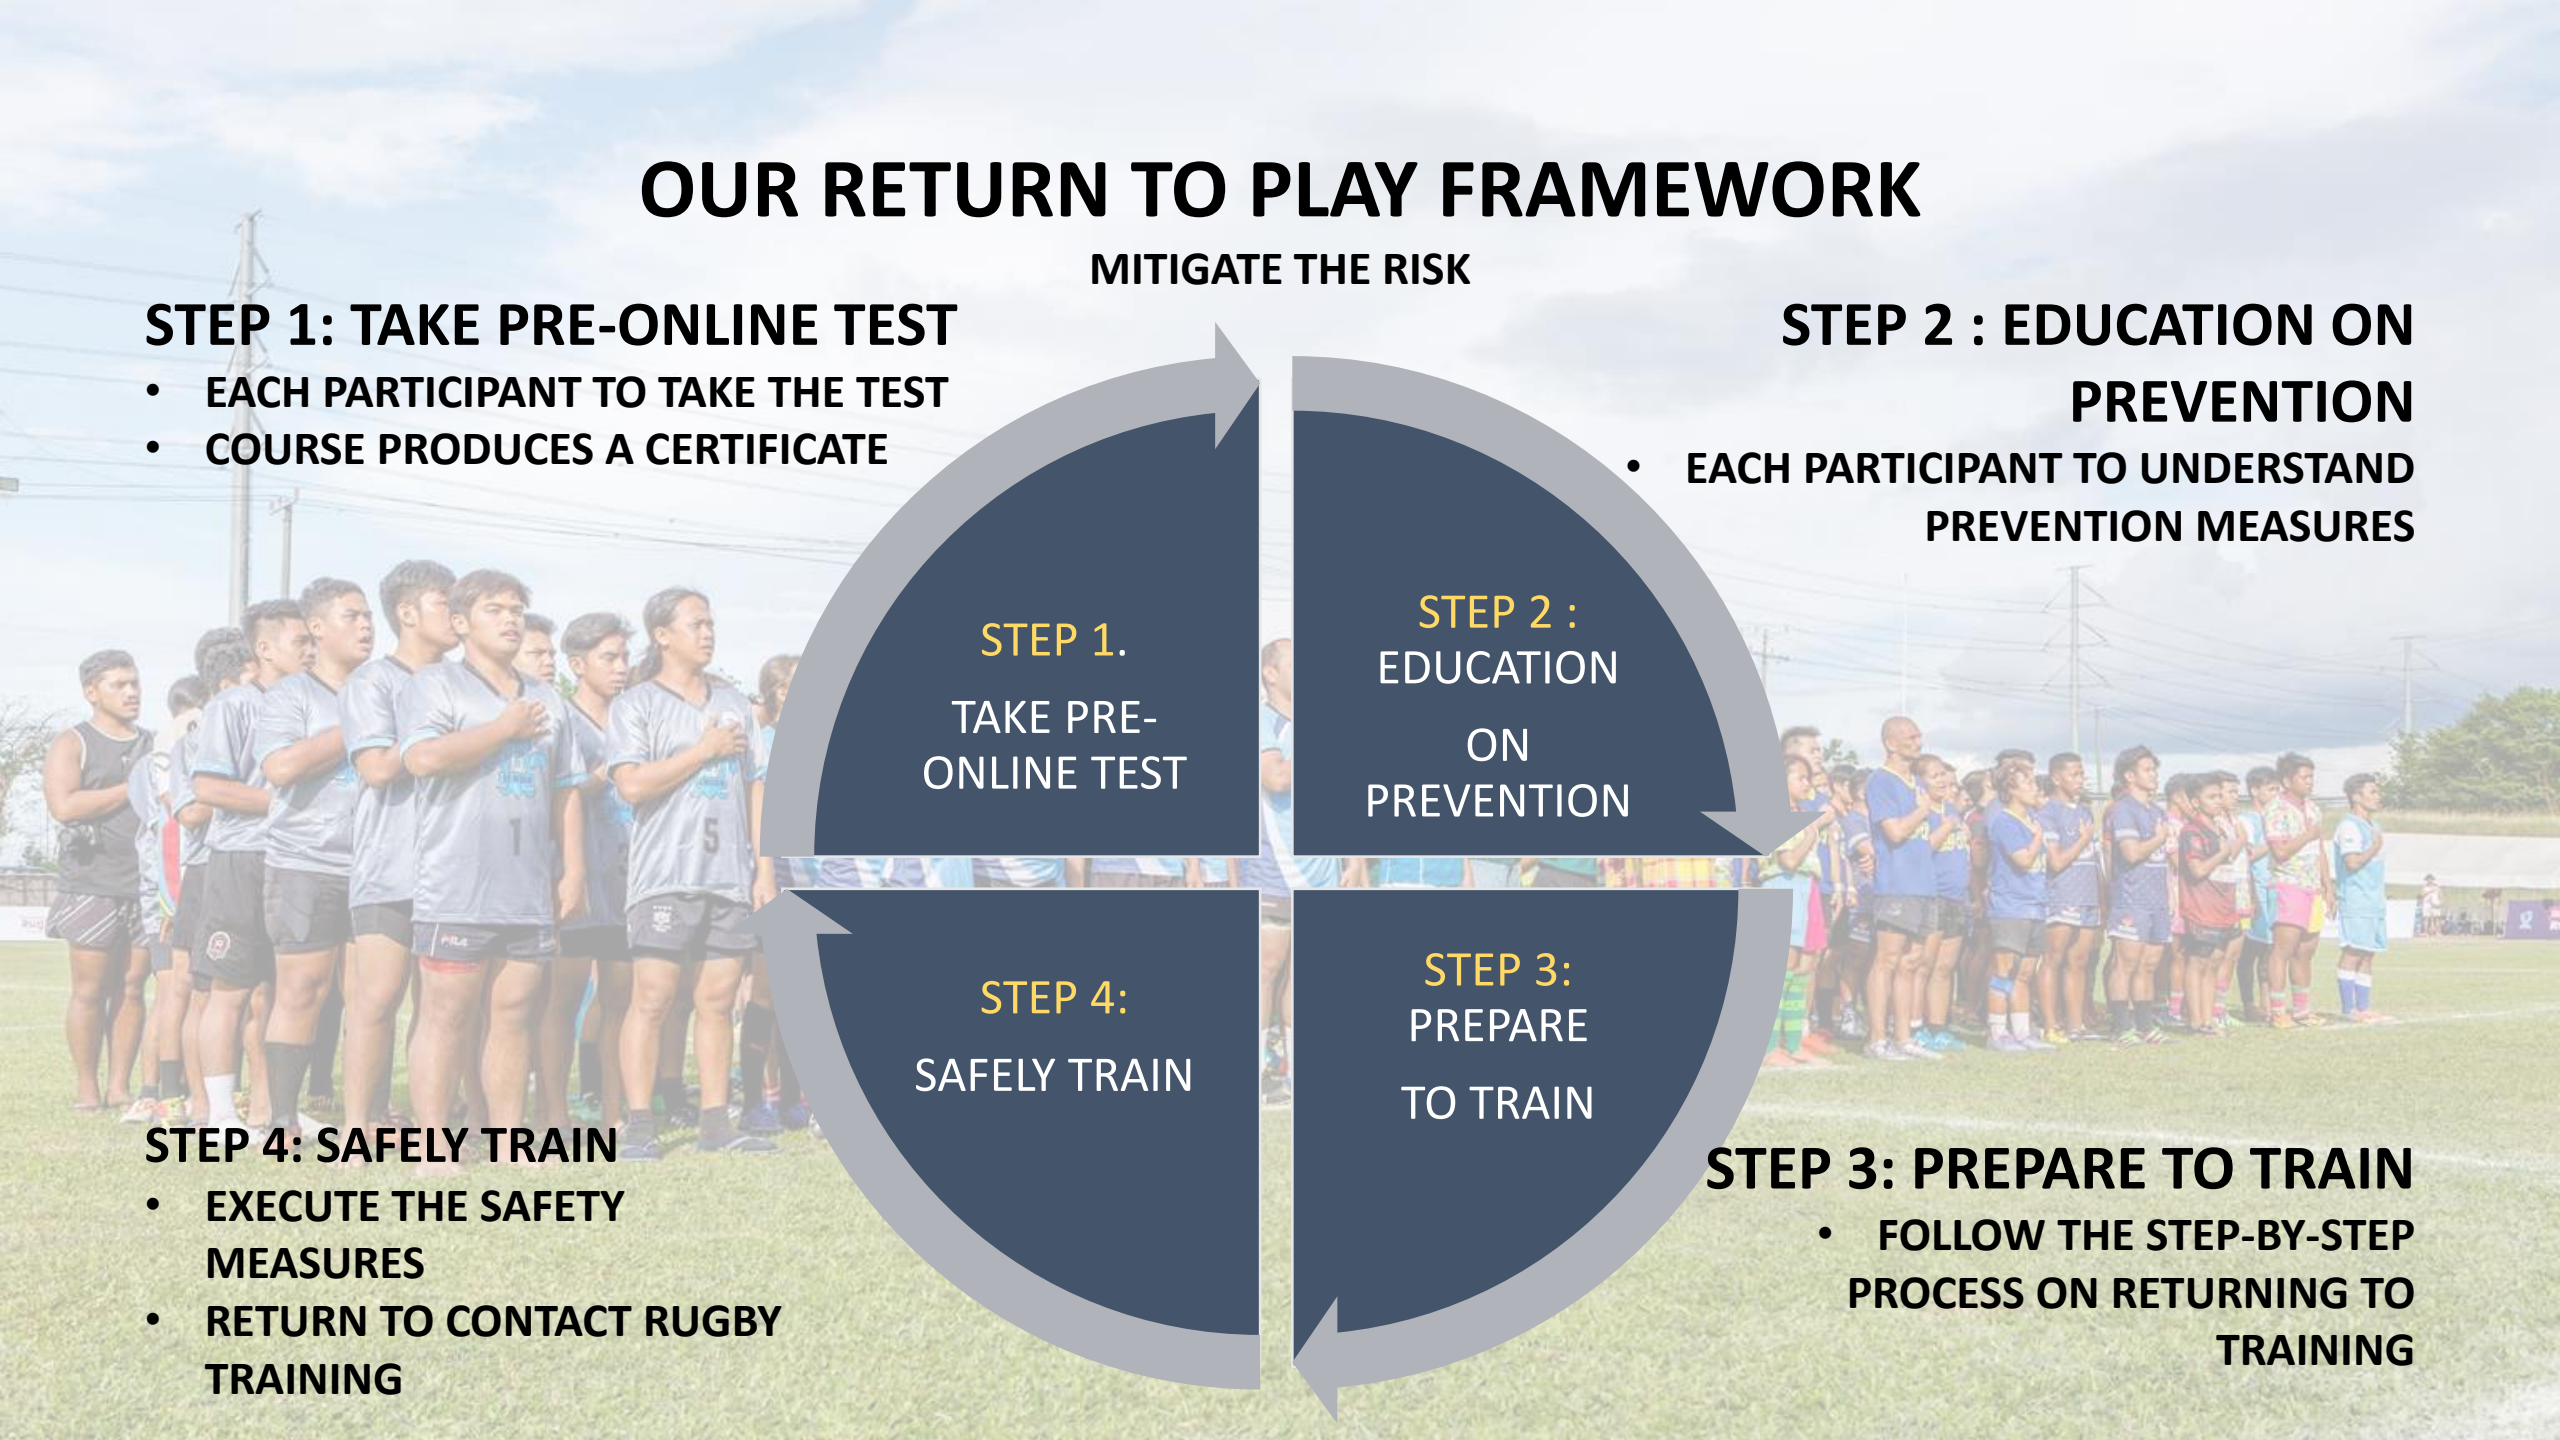 OUR RETURN TO PLAY FRAMEWORK
MITIGATE THE RISK
STEP 1: TAKE PRE-ONLINE TEST
• EACH PARTICIPANT TO TAKE THE TEST
• COURSE PRODUCES A CERTIFICATE
STEP 2 : EDUCATION ON
PREVENTION
• EACH PARTICIPANT TO UNDERSTAND
PREVENTION MEASURES
STEP 1.
TAKE PRE-
ONLINE TEST
STEP 2 :
EDUCATION
ON
PREVENTION
STEP 4:
SAFELY TRAIN
STEP 3:
PREPARE
TO TRAIN
STEP 4: SAFELY TRAIN
• EXECUTE THE SAFETY
MEASURES
• RETURN TO CONTACT RUGBY
TRAINING
STEP 3: PREPARE TO TRAIN
• FOLLOW THE STEP-BY-STEP
PROCESS ON RETURNING TO
TRAINING
1
5
FILA